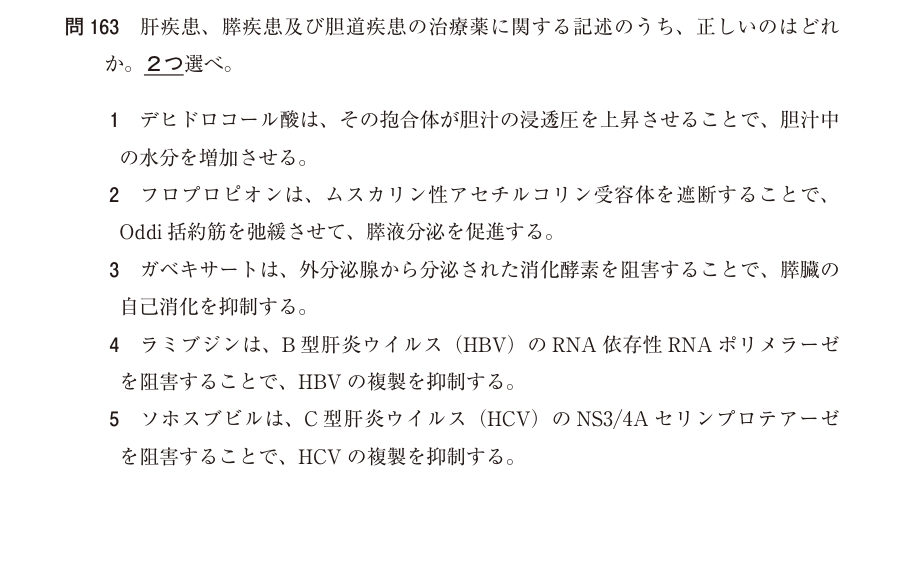 問 163　肝疾患、膵疾患及び胆道疾患の治療薬に関する記述のうち、正しいのはどれ
か。２つ選べ。
1　デヒドロコール酸は、その抱合体が胆汁の浸透圧を上昇させることで、胆汁中
の水分を増加させる。
2　フロプロピオンは、ムスカリン性アセチルコリン受容体を遮断することで、
Oddi 括約筋を弛緩させて、膵液分泌を促進する。
3　ガベキサートは、外分泌腺から分泌された消化酵素を阻害することで、膵臓の
自己消化を抑制する。
4　ラミブジンは、B 型肝炎ウイルス（HBV）の RNA 依存性 RNA ポリメラーゼ
を阻害することで、HBV の複製を抑制する。
5　ソホスブビルは、C 型肝炎ウイルス（HCV）の NS3/4A セリンプロテアーゼ
を阻害することで、HCV の複製を抑制する。